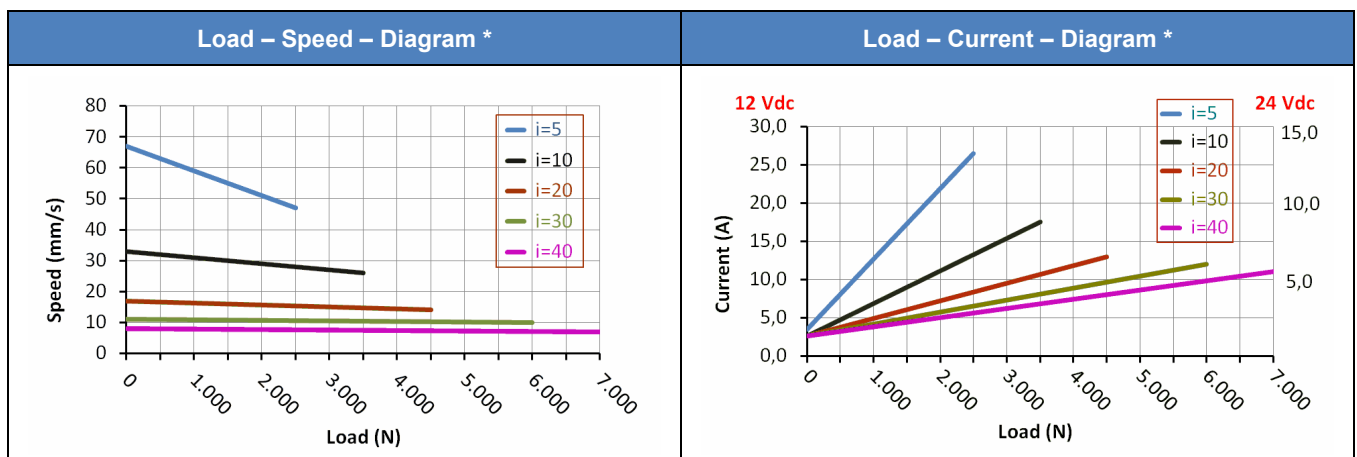 Load – Speed – Diagram *
Load – Current – Diagram *
Speed (mm/s)
80
70
60
50
40
30
20
10
0
i=5
i=10
i=20
i=30
i=40
0
1.000
2.000
3.000
4.000
5.000
6.000
7.000
Load (N)
12 Vdc
24 Vdc
Current (A)
30,0
25,0
20,0
15,0
10,0
5,0
0,0
i=5
i=10
i=20
i=30
i=40
15,0
10,0
5,0
0
1.000
2.000
3.000
4.000
5.000
6.000
7.000
Load (N)